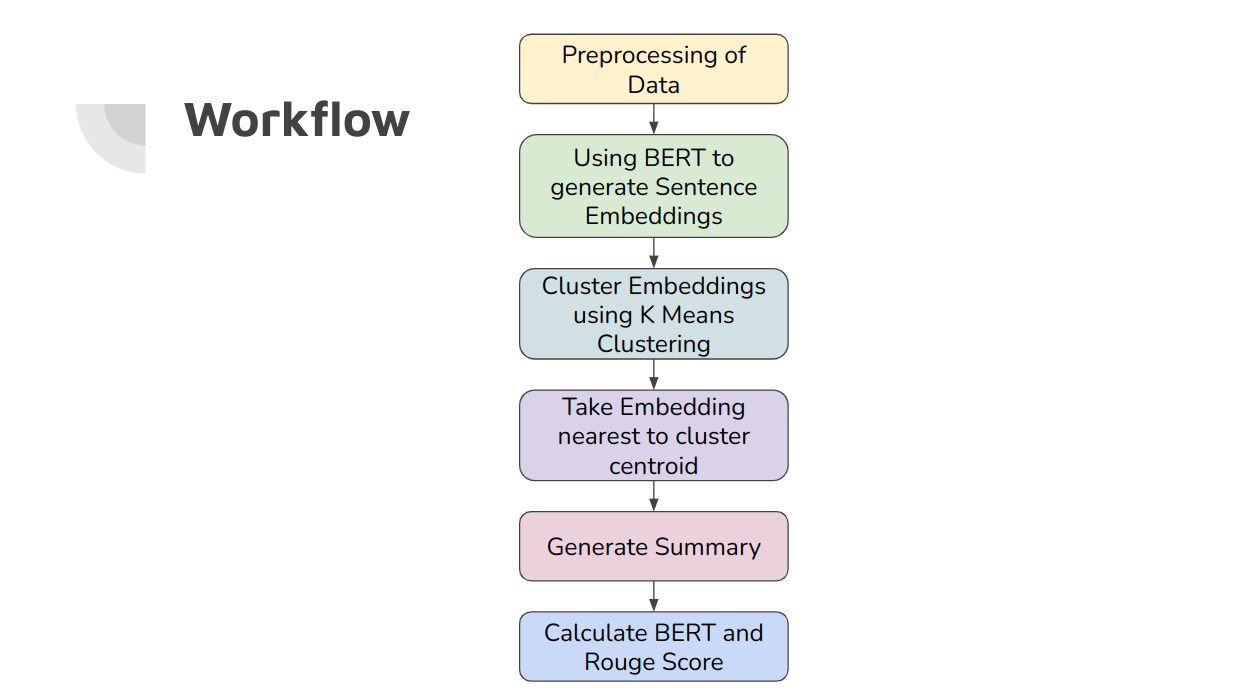 Workflow
Preprocessing of
Data
Using BERT to
generate Sentence
Embeddings
Cluster Embeddings
using K Means
Clustering
Take Embedding
nearest to cluster
centroid
Generate Summary
Calculate BERT and
Rouge Score